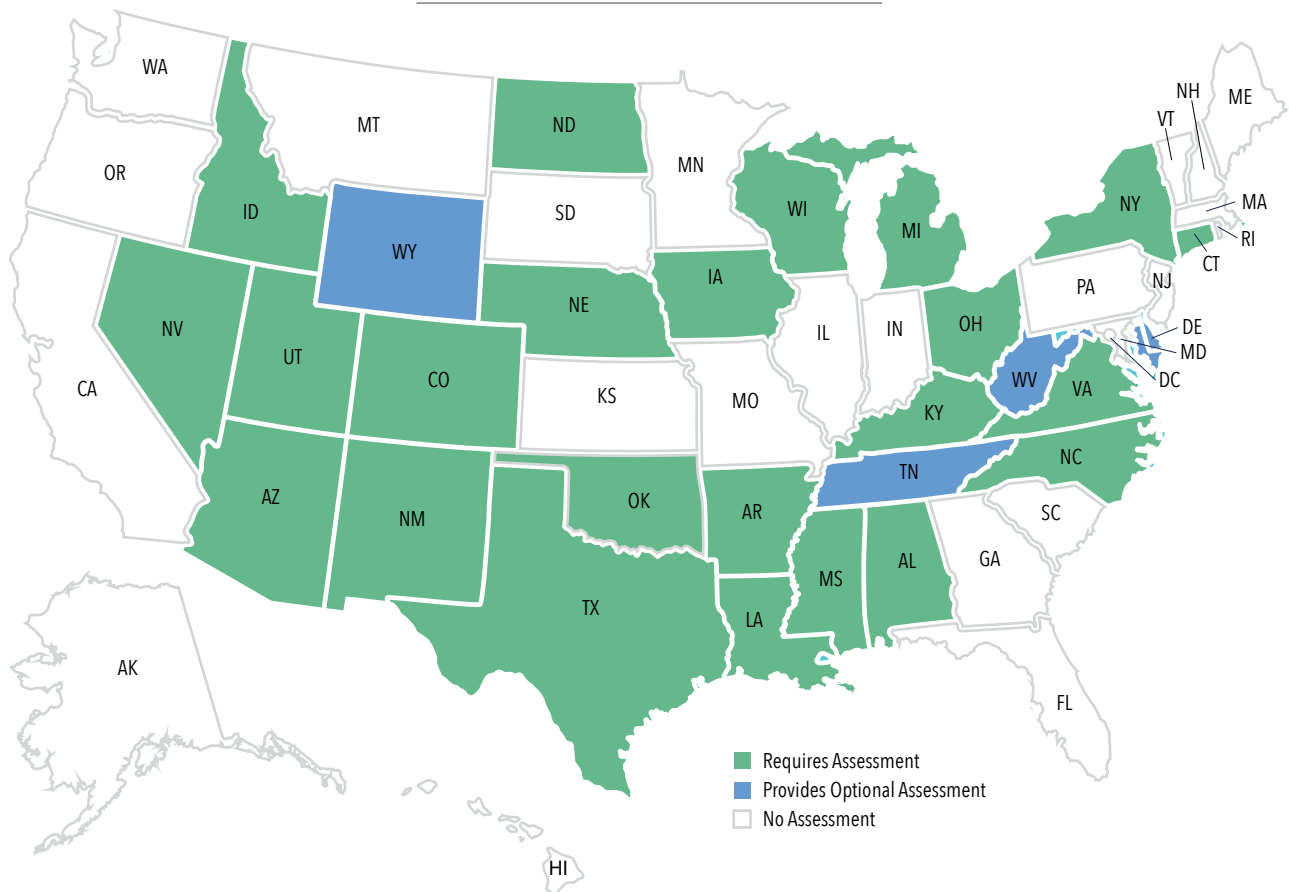 WA
MT
ND
MN
OR
ID
SD
WY
WI
MI
NH
ME
VT
NY
MA
RI
CT
IA
NE
PA
NJ
NV
UT
CO
IL
IN
OH
DE
MD
DC
CA
KS
MO
WV
VA
KY
AZ
NM
OK
AR
TN
NC
SC
MS
AL
GA
TX
LA
AK
FL
HI
Requires Assessment
Provides Optional Assessment
No Assessment